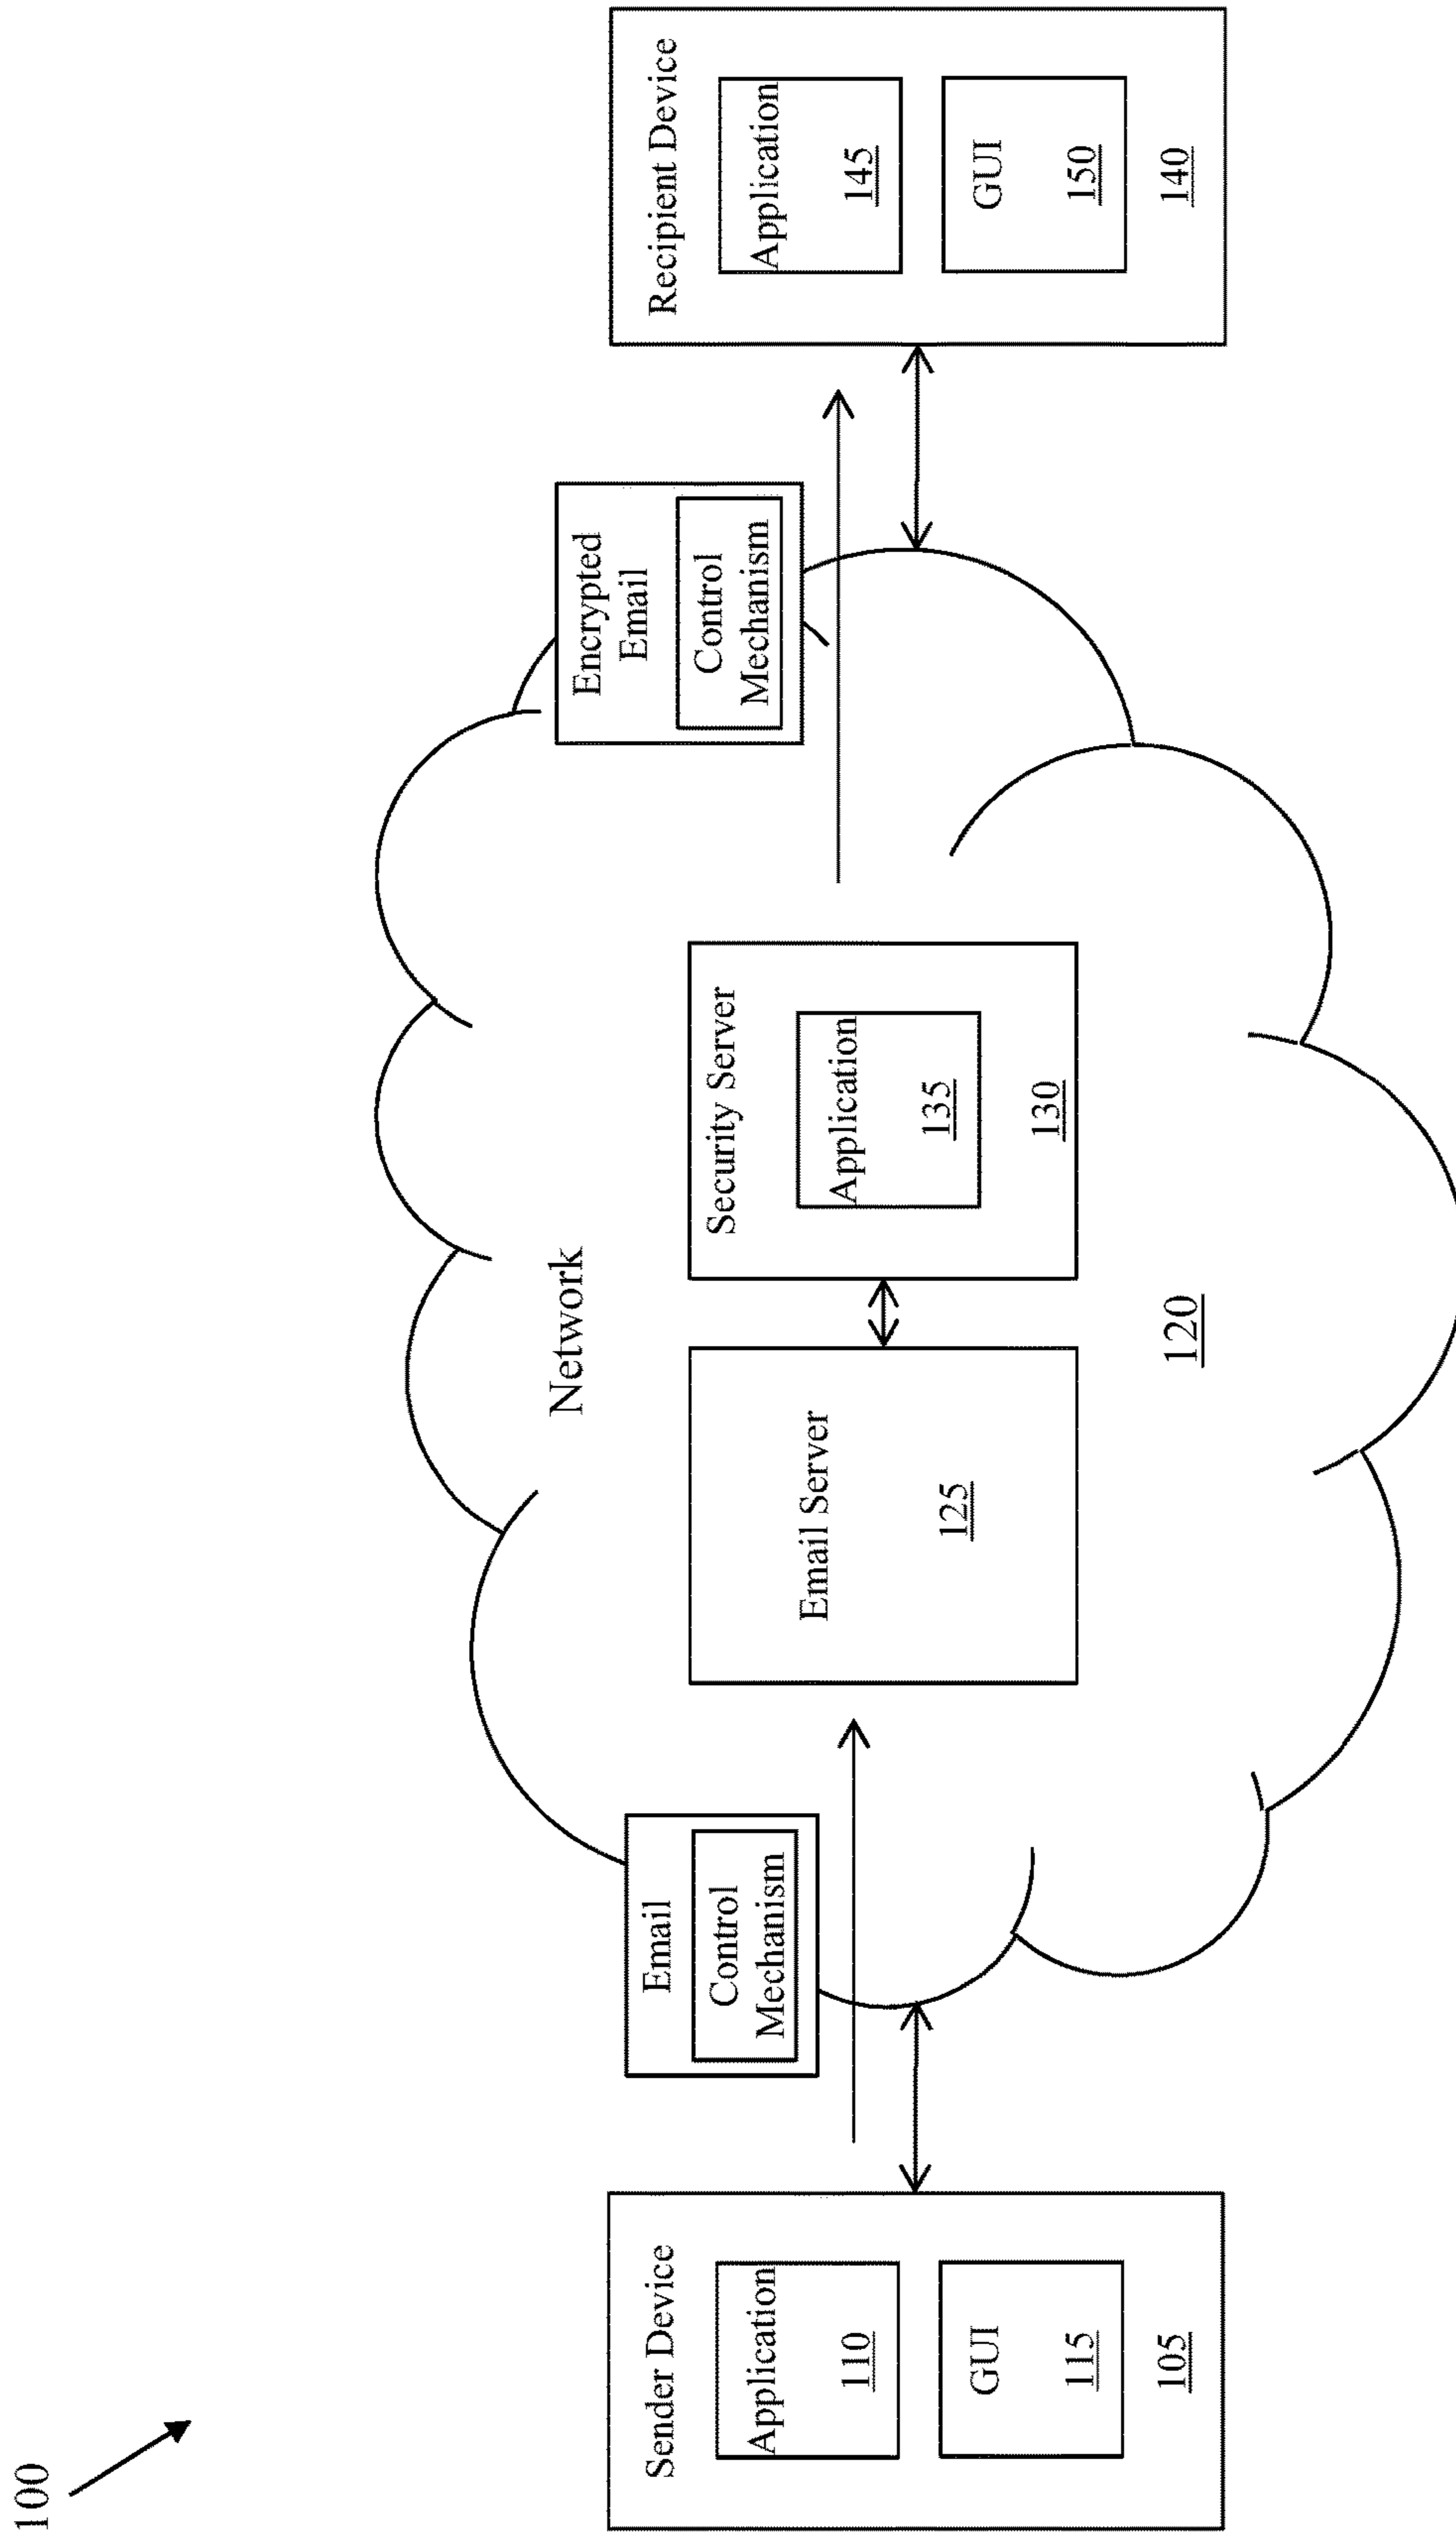 100
Sender Device
Application
110
GUI
115
105
Email
Control
Mechanism
Network
Email Server
125
Security Server
Application
135
130
120
Encrypted
Email
Control
Mechanism
Recipient Device
Application
145
GUI
150
140